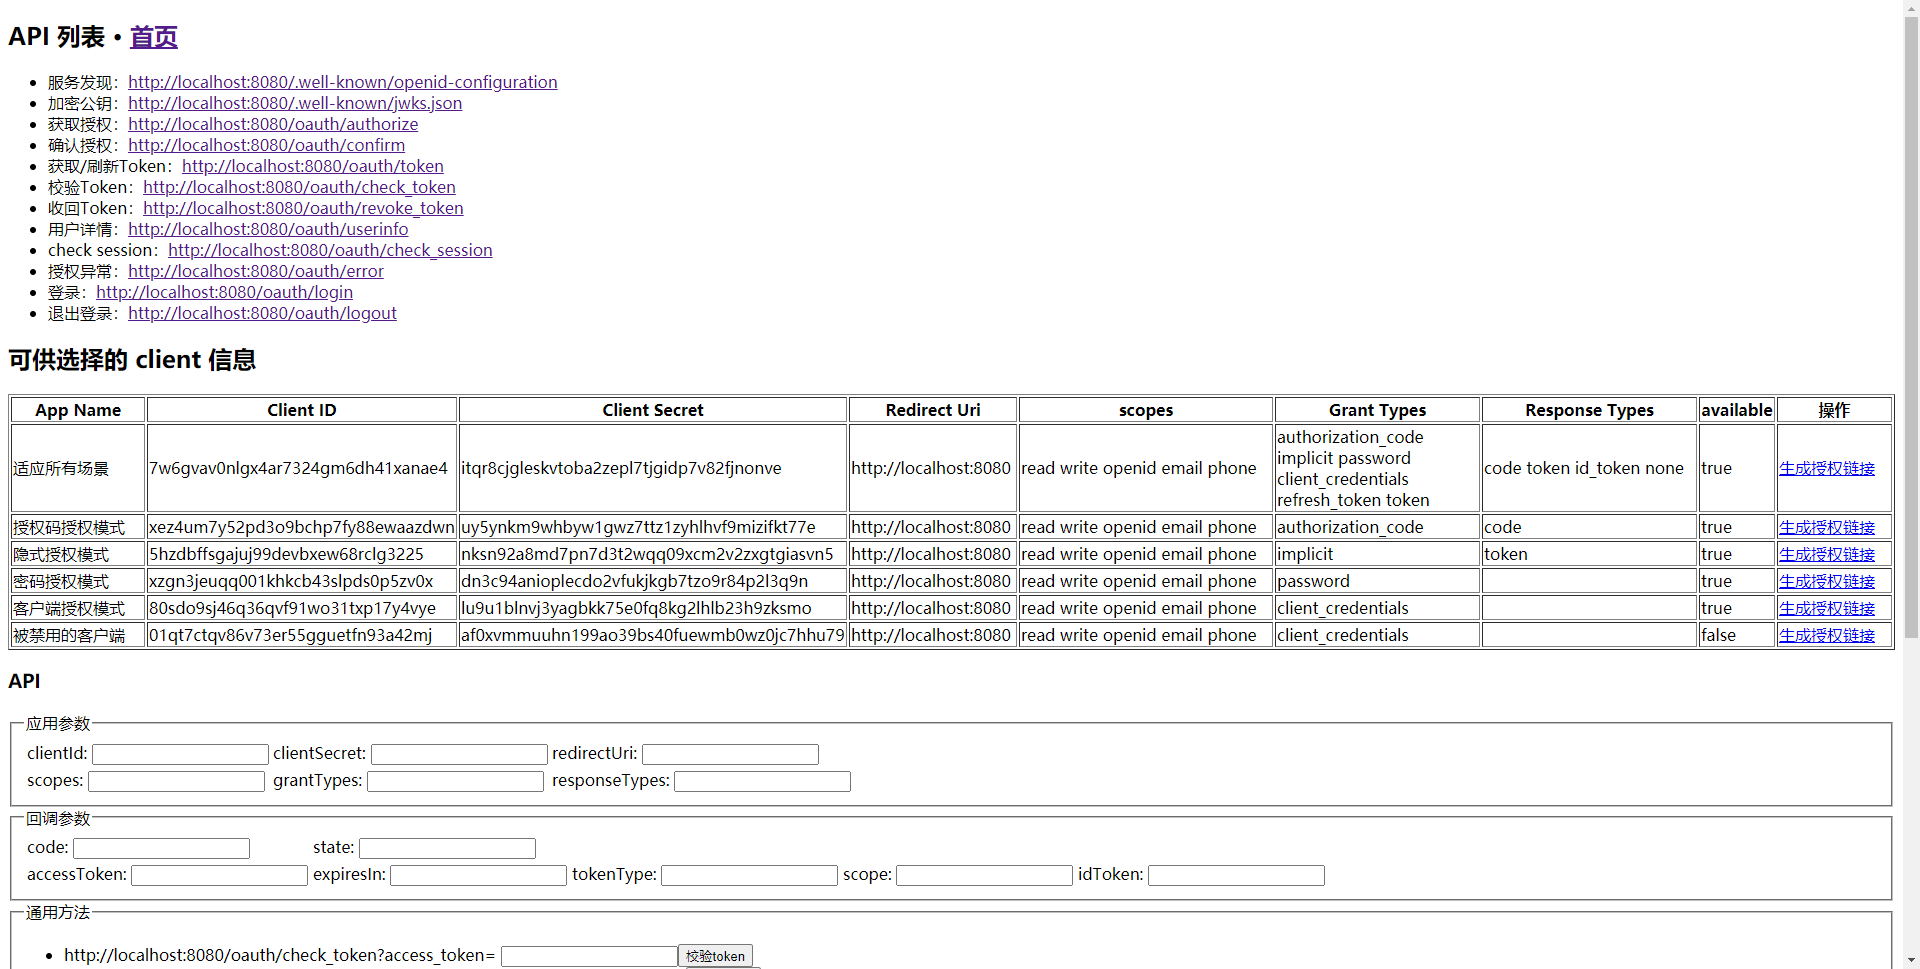 API 列表 • 首页
服务发现：http://localhost:8080/.well-known/openid-configuration
加密公钥：http://localhost:8080/.well-known/jwks.json
获取授权：http://localhost:8080/oauth/authorize
确认授权：http://localhost:8080/oauth/confirm
获取/刷新Token：http://localhost:8080/oauth/token
校验Token：http://localhost:8080/oauth/check_token
收回Token：http://localhost:8080/oauth/revoke_token
用户详情：http://localhost:8080/oauth/userinfo
check session：http://localhost:8080/oauth/check_session
授权异常：http://localhost:8080/oauth/error
登录：http://localhost:8080/oauth/login
退出登录：http://localhost:8080/oauth/logout
可供选择的 client 信息
App Name Client ID Client Secret Redirect Uri scopes Grant Types Response Types available 操作
适应所有场景 7w6gvav0nlgx4ar7324gm6dh41xanae4 itqr8cjgleskvtoba2zepl7tjgidp7v82fjnonve http://localhost:8080 read write openid email phone authorization_code implicit password client_credentials refresh_token token code token id_token none true 生成授权链接
授权码授权模式 xez4um7y52pd3o9bchp7fy88ewaazdwn uy5ynkm9whbyw1gwz7ttz1zyhlhvf9mizifkt77e http://localhost:8080 read write openid email phone authorization_code code true 生成授权链接
隐式授权模式 5hzdbffsgajuj99devbxew68rclg3225 nksn92a8md7pn7d3t2wqq09xcm2v2zxgtgiasvn5 http://localhost:8080 read write openid email phone implicit token true 生成授权链接
密码授权模式 xzgn3jeuqq001khkcb43slpds0p5zv0x dn3c94anioplecdo2vfukjkgb7tzo9r84p2l3q9n http://localhost:8080 read write openid email phone password true 生成授权链接
客户端授权模式 80sdo9sj46q36qvf91wo31txp17y4vye lu9u1blnvj3yagbkk75e0fq8kg2lhlb23h9zksmo http://localhost:8080 read write openid email phone client_credentials true 生成授权链接
被禁用的客户端 01qt7ctqv86v73er55gguetfn93a42mj af0xvmmuuhn199ao39bs40fuewmb0wz0jc7hhu79 http://localhost:8080 read write openid email phone client_credentials false 生成授权链接
API
应用参数
clientId: clientSecret: redirectUri:
scopes: grantTypes: responseTypes:
回调参数
code: state:
accessToken: expiresIn: tokenType: scope: idToken:
通用方法
http://localhost:8080/oauth/check_token?access_token= 校验token